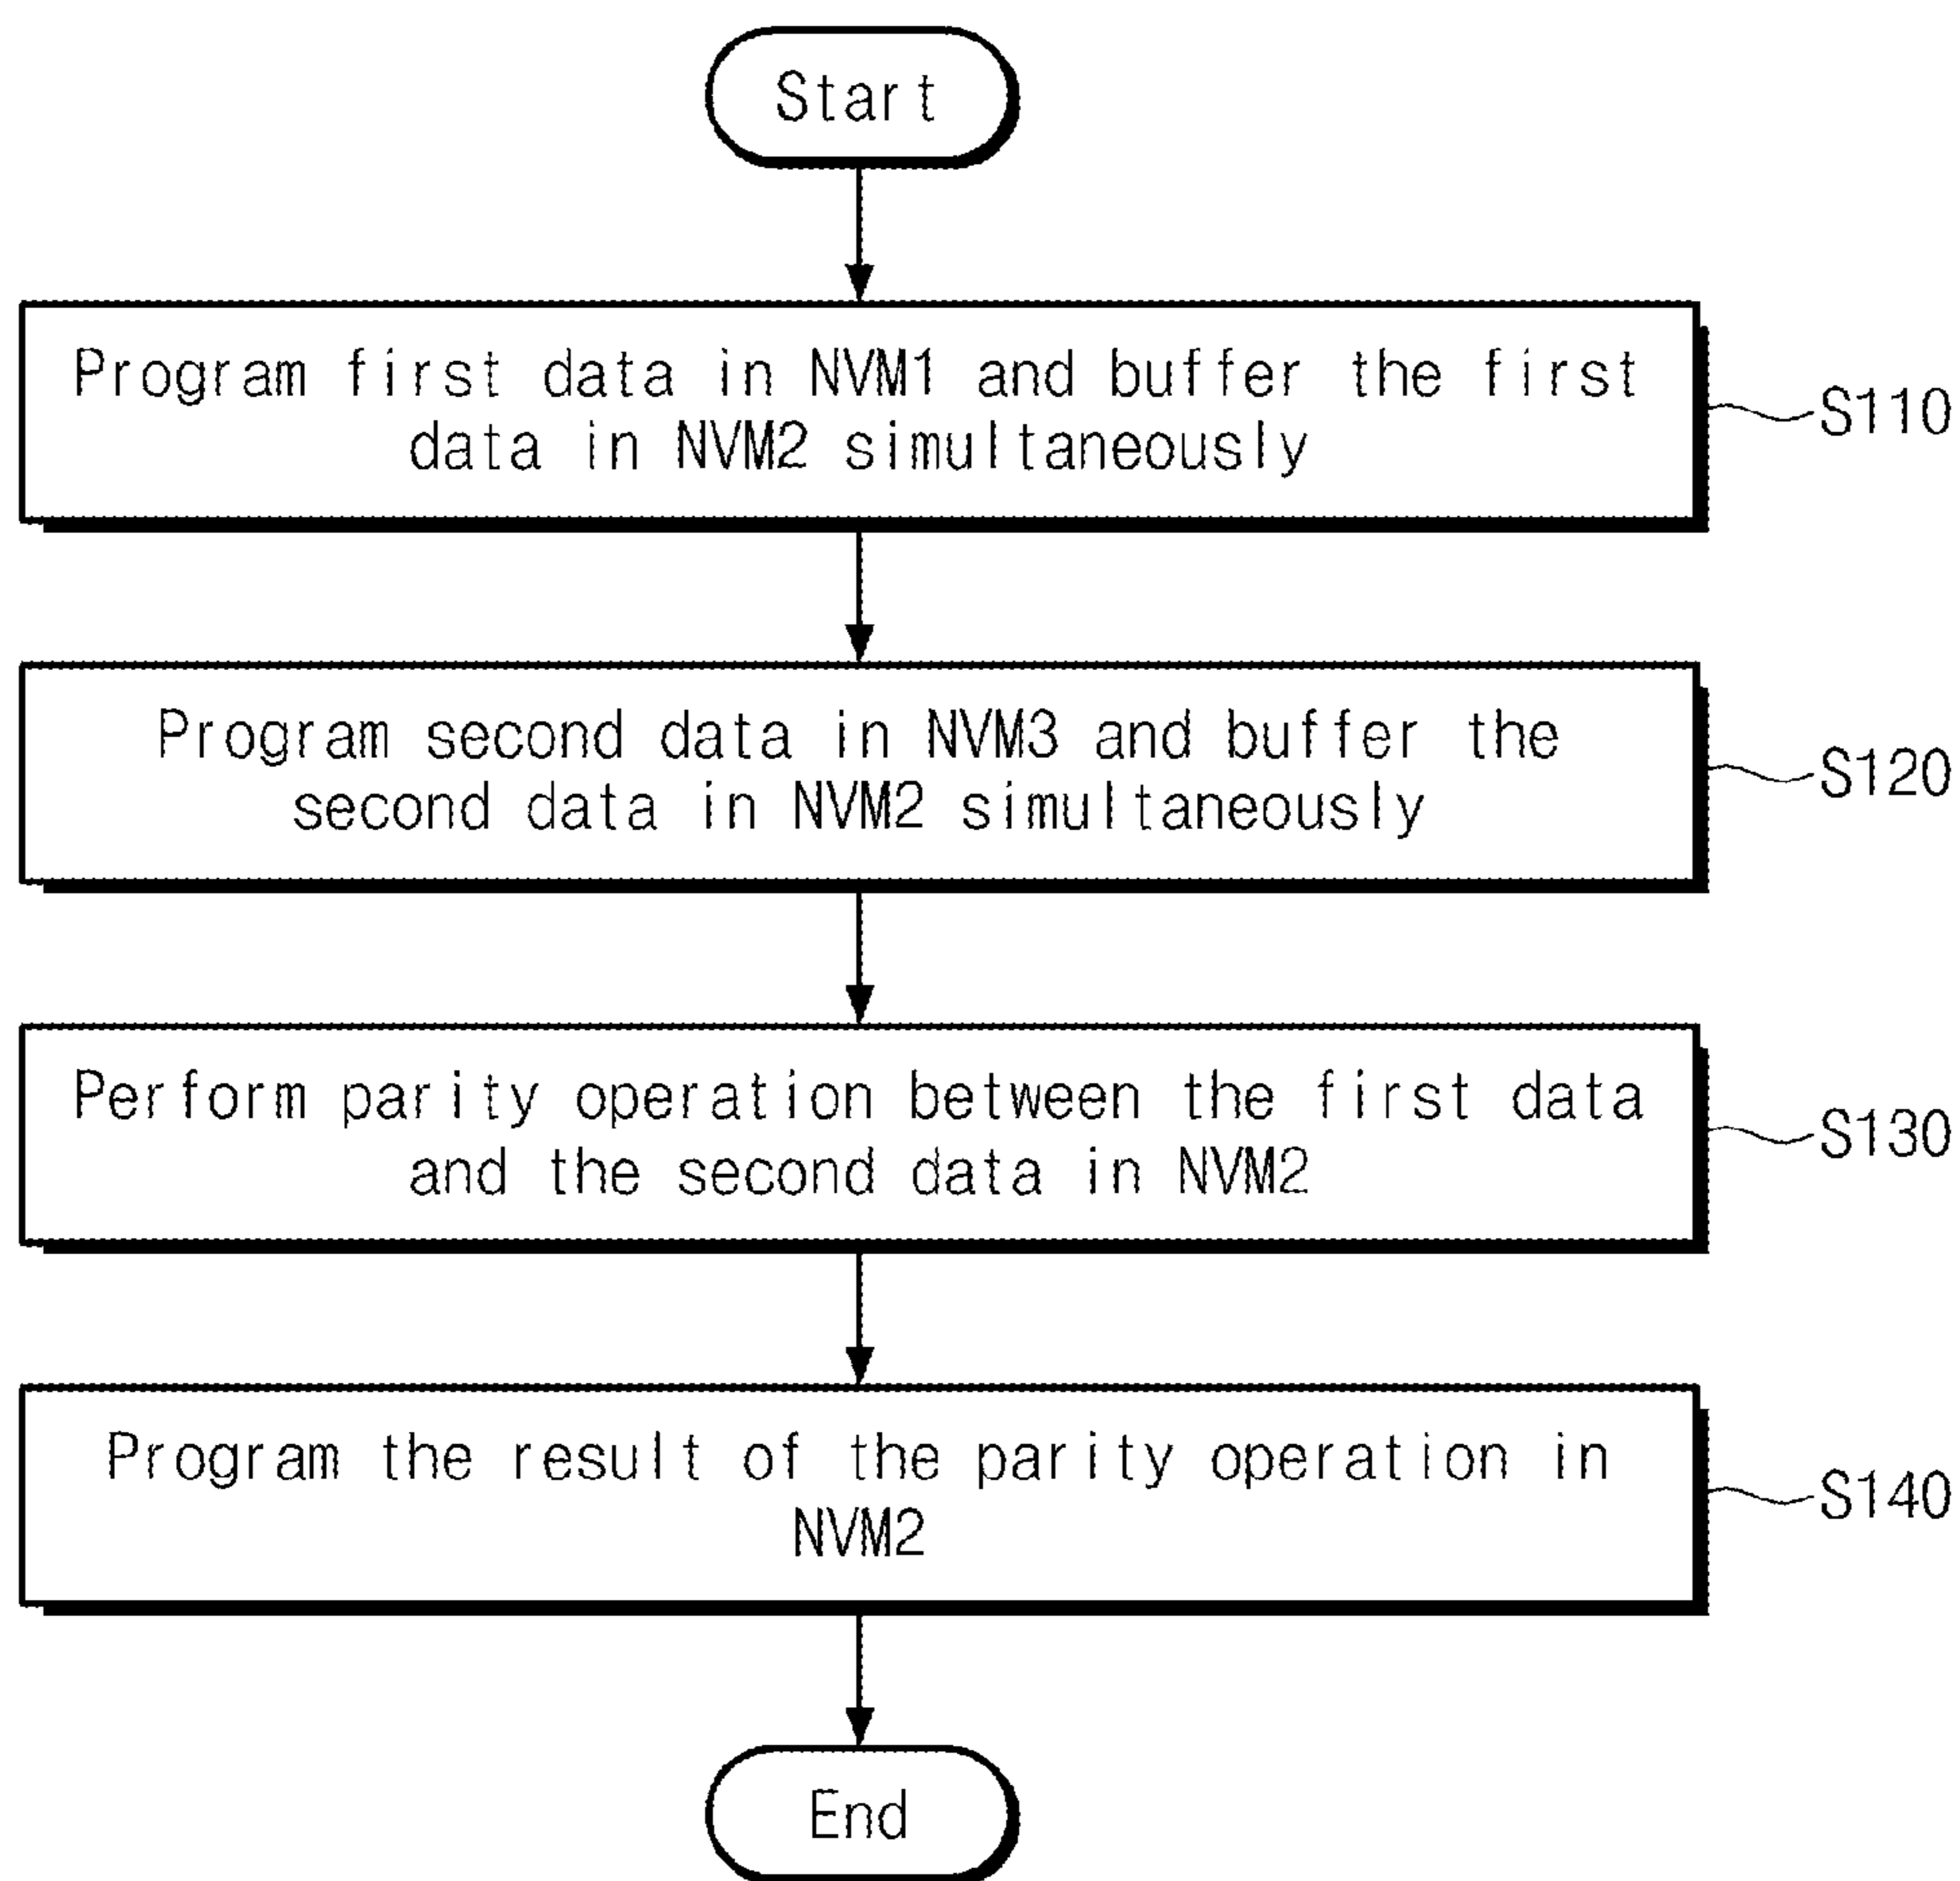 Start
Program first data in NVM1 and buffer the first
data in NVM2 simultaneously
S110
Program second data in NVM3 and buffer the
second data in NVM2 simultaneously
S120
Perform parity operation between the first data
and the second data in NVM2
S130
Program the result of the parity operation in
NVM2
S140
End